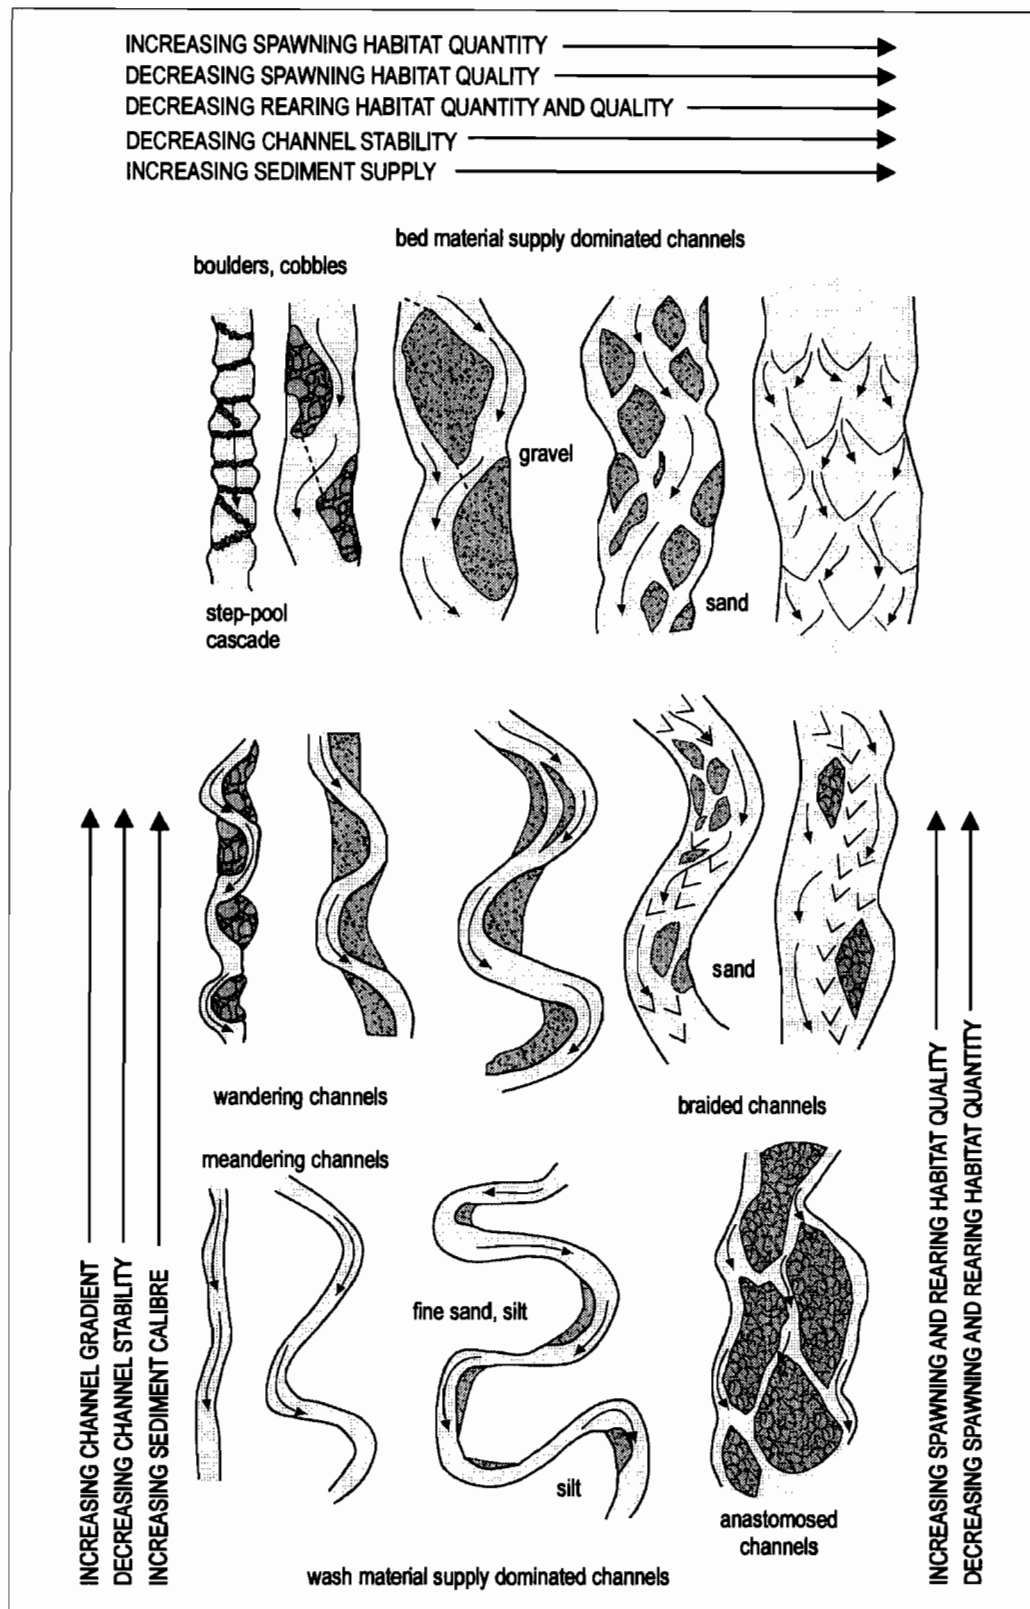 INCREASING SPAWNING HABITAT QUANTITY
DECREASING SPAWNING HABITAT QUALITY
DECREASING REARING HABITAT QUANTITY AND QUALITY
DECREASING CHANNEL STABILITY
INCREASING SEDIMENT SUPPLY
bed material supply dominated channels
boulders, cobbles
gravel
step-pool
cascade
sand
sand
wandering channels
braided channels
meandering channels
fine sand, silt
silt
anastomosed
channels
wash material supply dominated channels
INCREASING CHANNEL GRADIENT
DECREASING CHANNEL STABILITY
INCREASING SEDIMENT CALIBRE
INCREASING SPAWNING AND REARING HABITAT QUALITY
DECREASING SPAWNING AND REARING HABITAT QUANTITY